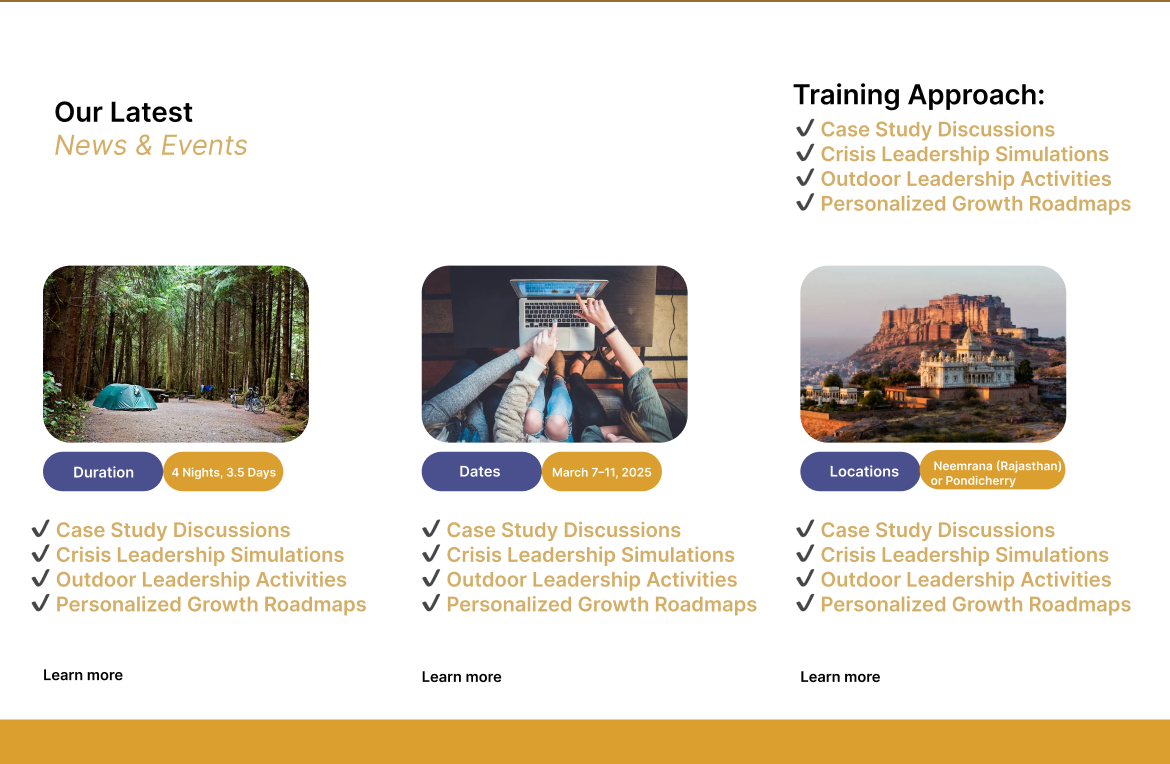 Our Latest
News & Events
Training Approach:
✔ Case Study Discussions
✔ Crisis Leadership Simulations
✔ Outdoor Leadership Activities
✔ Personalized Growth Roadmaps
Duration
4 Nights, 3.5 Days
✔ Case Study Discussions
✔ Crisis Leadership Simulations
✔ Outdoor Leadership Activities
✔ Personalized Growth Roadmaps
Learn more
Dates
March 7–11, 2025
✔ Case Study Discussions
✔ Crisis Leadership Simulations
✔ Outdoor Leadership Activities
✔ Personalized Growth Roadmaps
Learn more
Locations
Neemrana (Rajasthan)
or Pondicherry
✔ Case Study Discussions
✔ Crisis Leadership Simulations
✔ Outdoor Leadership Activities
✔ Personalized Growth Roadmaps
Learn more